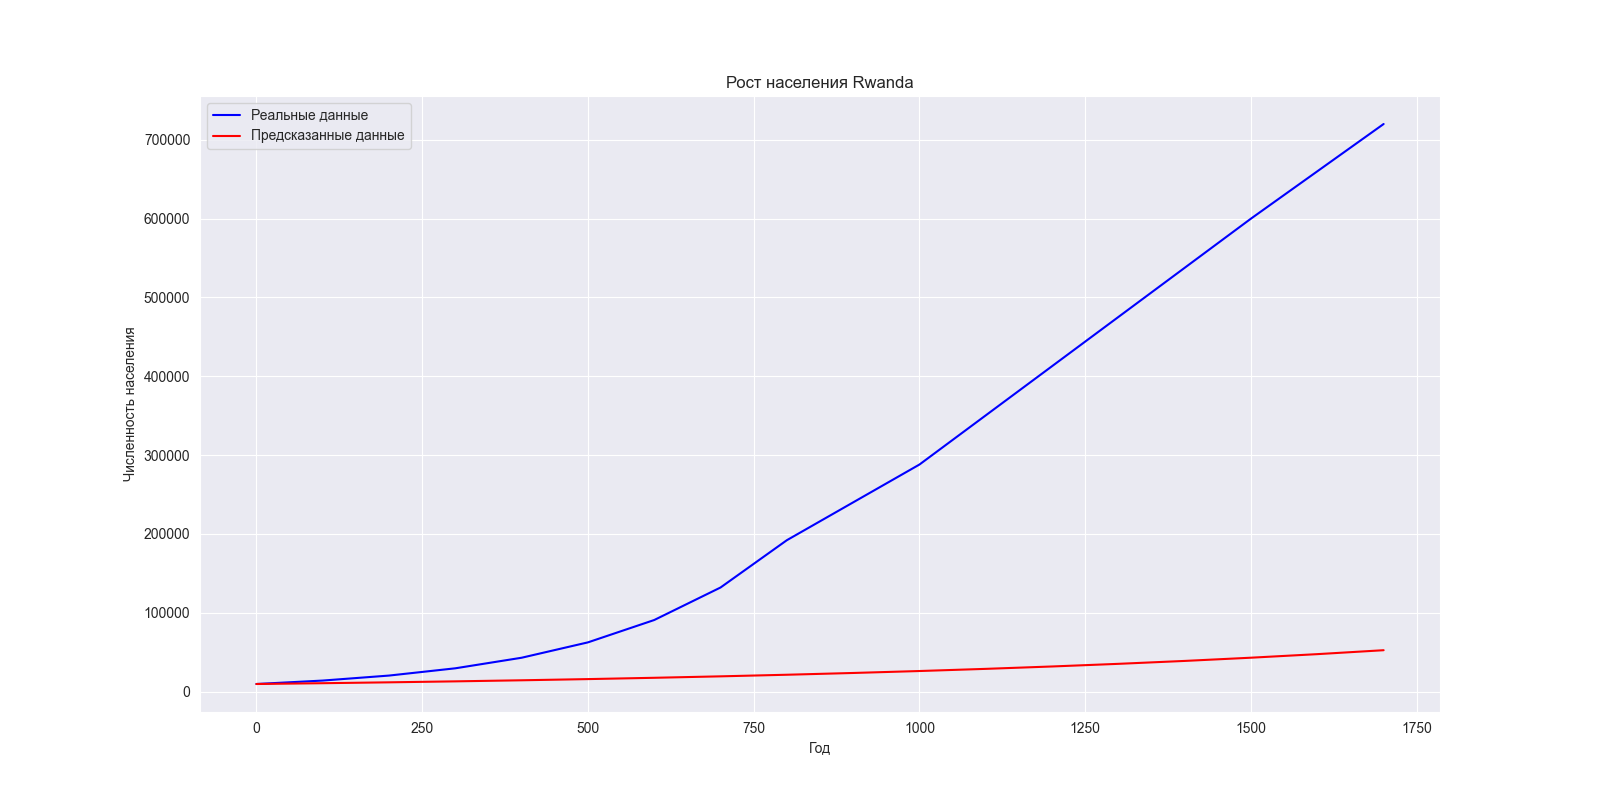 Рост населения Rwanda
Реальные данные
Предсказанные данные
700000
600000
500000
400000
300000
200000
100000
0
Численность населения
0 250 500 750 1000 1250 1500 1750
Год